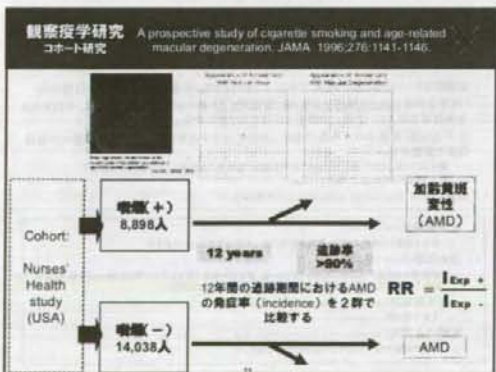 観察疫学研究
コホート研究
A prospective study of cigarette smoking and age-related
macular degeneration. JAMA 1996;276:1141-1146.
Cohort:
Nurses'
Health
study
(USA)
喫煙(+)
8,898人
12 years
追跡率
>90%
加齢黄斑
変性
(AMD)
12年間の追跡期間におけるAMD
の発症率(incidence)を2群で
比較する
RR = I Exp + / I Exp -
喫煙(-)
14,038人
AMD